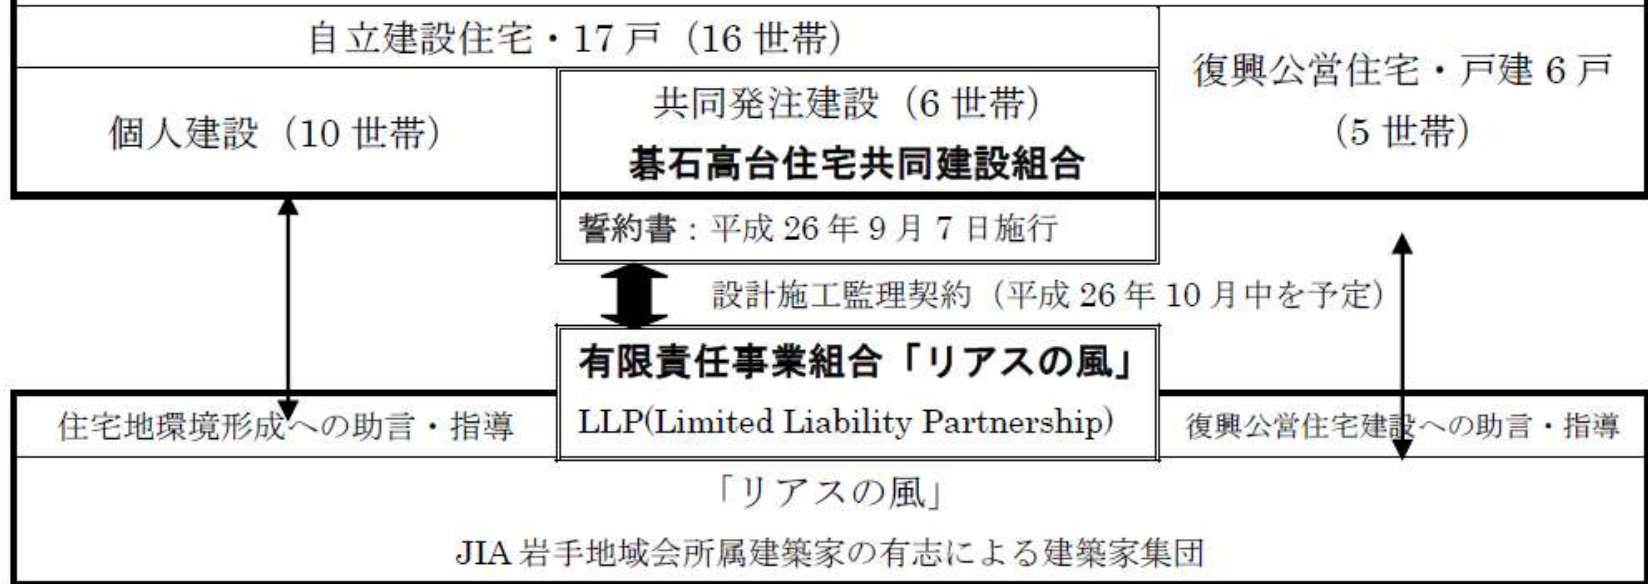 自立建設住宅・17戸（16世帯）
復興公営住宅・戸建6戸
（5世帯）
個人建設（10世帯）
共同発注建設（6世帯）
碁石高台住宅共同建設組合
誓約書：平成26年9月7日施行
設計施工監理契約（平成26年10月中を予定）
有限責任事業組合「リアスの風」
LLP(Limited Liability Partnership)
住宅地環境形成への助言・指導
復興公営住宅建設への助言・指導
「リアスの風」
JIA岩手地域会所属建築家の有志による建築家集団